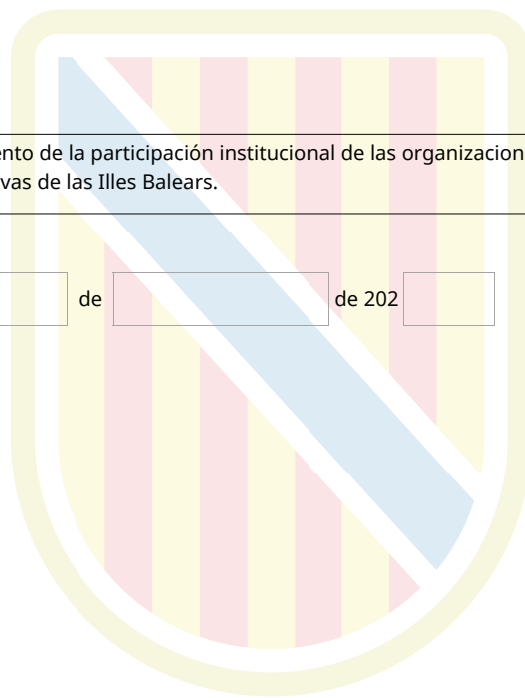 ento de la participación institucional de las organizacion
vas de las Illes Balears.
de de 202